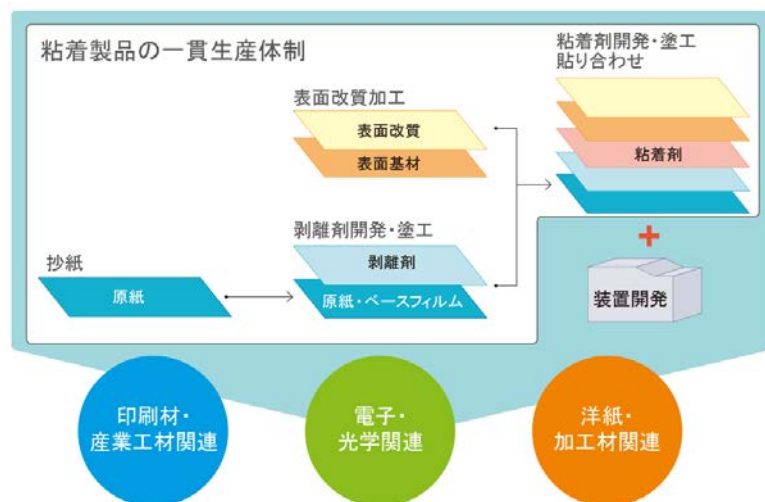 粘着製品の一貫生産体制
粘着剤開発・塗工
貼り合わせ
表面改質加工
表面改質
表面基材
粘着剤
剥離剤開発・塗工
剥離剤
原紙・ベースフィルム
抄紙
原紙
+
装置開発
印刷材・
産業工材関連
電子・
光学関連
洋紙・
加工材関連